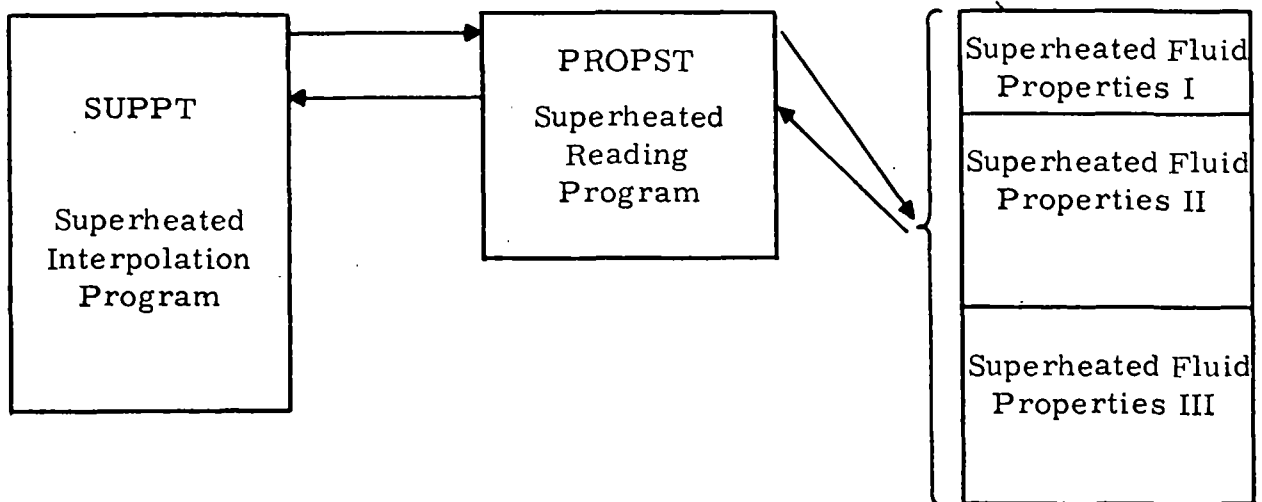 SUPPT
Superheated
Interpolation
Program
PROPST
Superheated
Reading
Program
Superheated Fluid
Properties I
Superheated Fluid
Properties II
Superheated Fluid
Properties III